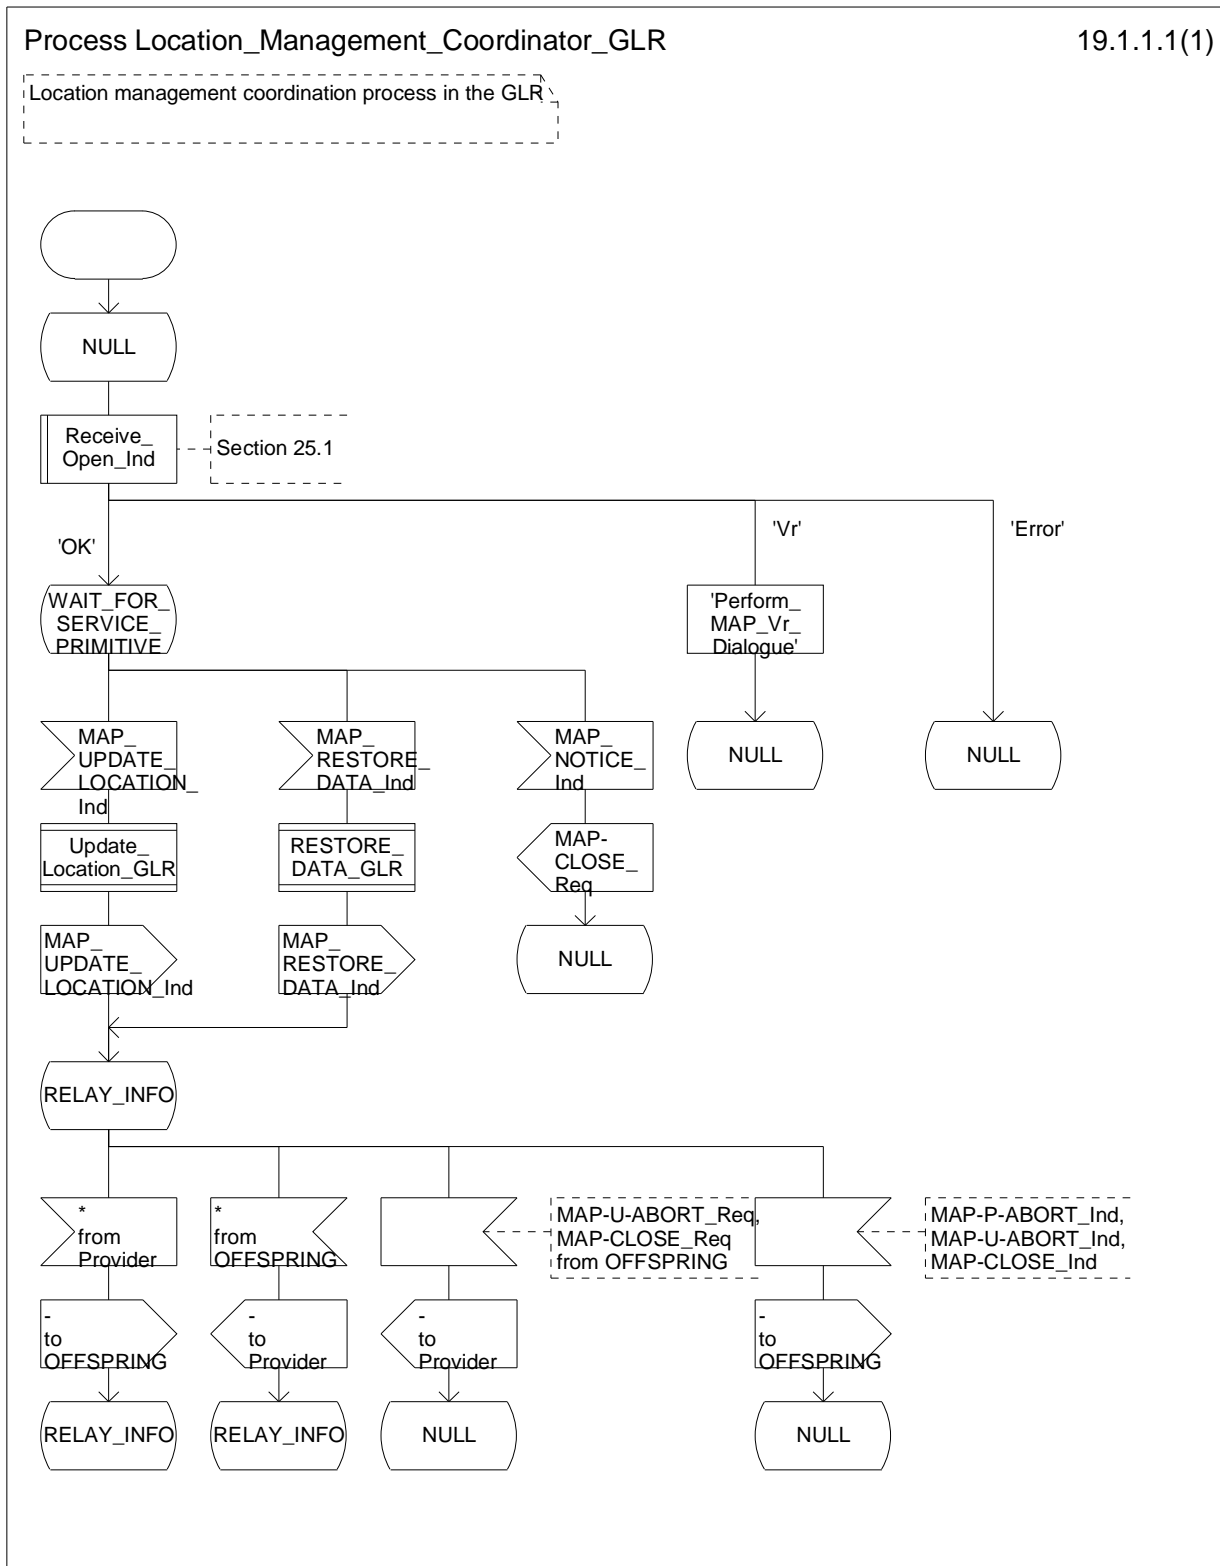 Process Location_Management_Coordinator_GLR
19.1.1.1(1)
Location management coordination process in the GLR
NULL
Receive_
Open_Ind
Section 25.1
'OK'
'Vr'
'Error'
WAIT_FOR_
SERVICE_
PRIMITIVE
'Perform_
MAP_Vr_
Dialogue'
MAP_
UPDATE_
LOCATION_
Ind
MAP_
RESTORE_
DATA_Ind
MAP_
NOTICE_
Ind
NULL
NULL
Update_
Location_GLR
RESTORE_
DATA_GLR
MAP-
CLOSE_
Req
MAP_
UPDATE_
LOCATION_Ind
MAP_
RESTORE_
DATA_Ind
NULL
RELAY_INFO
*
from
Provider
*
from
OFFSPRING
MAP-U-ABORT_Req,
MAP-CLOSE_Req
from OFFSPRING
MAP-P-ABORT_Ind,
MAP-U-ABORT_Ind,
MAP-CLOSE_Ind
-
to
OFFSPRING
-
to
Provider
-
to
Provider
-
to
OFFSPRING
RELAY_INFO
RELAY_INFO
NULL
NULL